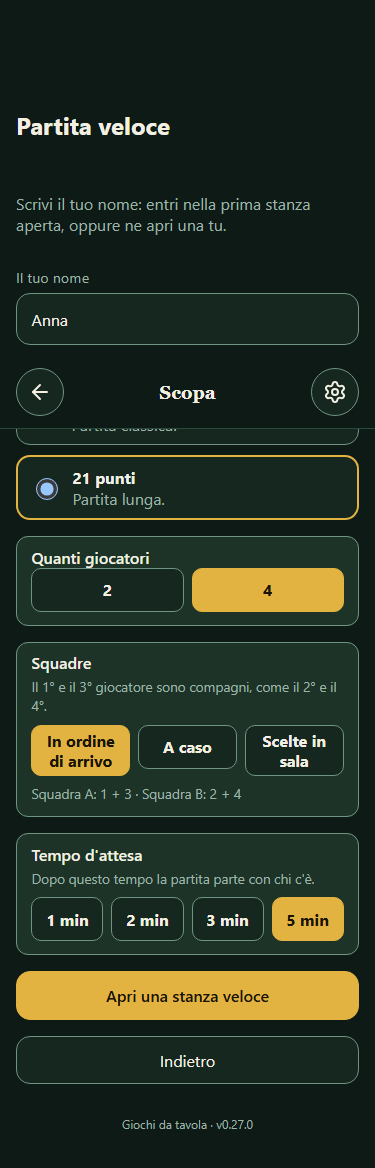 Partita veloce
Scrivi il tuo nome: entri nella prima stanza
aperta, oppure ne apri una tu.
Il tuo nome
Anna
Scopa
Partita classica.
21 punti
Partita lunga.
Quanti giocatori
2
4
Squadre
Il 1° e il 3° giocatore sono compagni, come il 2° e il
4°.
In ordine
di arrivo
A caso
Scelte in
sala
Squadra A: 1 + 3 · Squadra B: 2 + 4
Tempo d'attesa
Dopo questo tempo la partita parte con chi c'è.
1 min
2 min
3 min
5 min
Apri una stanza veloce
Indietro
Giochi da tavola · v0.27.0